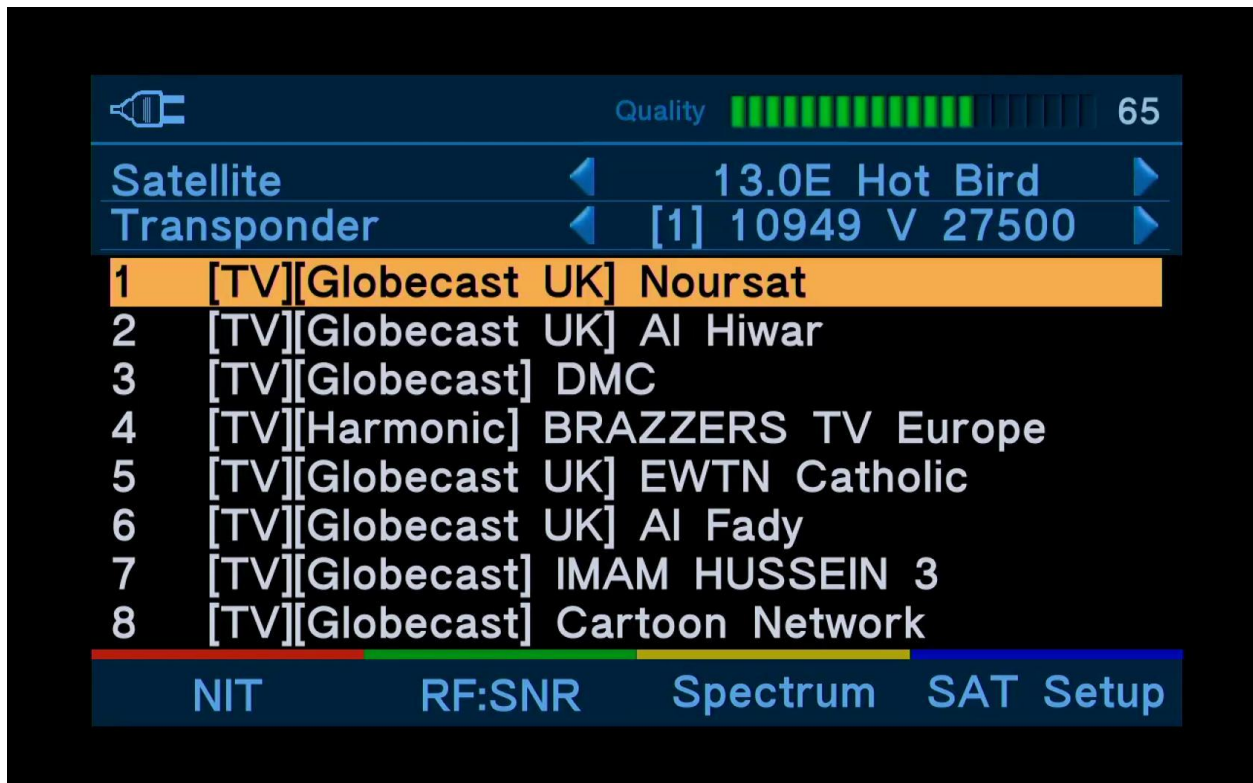 Quality 65
Satellite 13.0E Hot Bird
Transponder [1] 10949 V 27500
1 [TV][Globecast UK] Noursat
2 [TV][Globecast UK] Al Hiwar
3 [TV][Globecast] DMC
4 [TV][Harmonic] BRAZZERS TV Europe
5 [TV][Globecast UK] EWTN Catholic
6 [TV][Globecast UK] Al Fady
7 [TV][Globecast] IMAM HUSSEIN 3
8 [TV][Globecast] Cartoon Network
NIT RF:SNR Spectrum SAT Setup